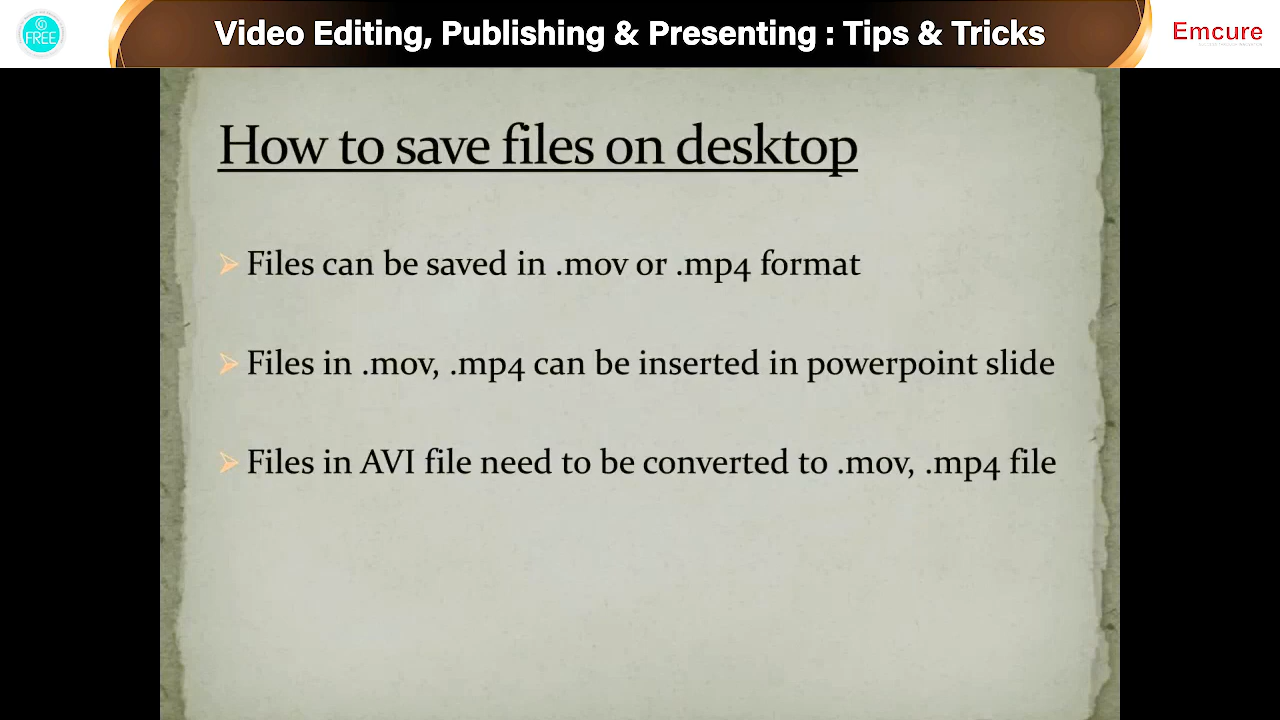 FREE
Video Editing, Publishing & Presenting : Tips & Tricks
Emcure
How to save files on desktop
Files can be saved in .mov or .mp4 format
Files in .mov, .mp4 can be inserted in powerpoint slide
Files in AVI file need to be converted to .mov, .mp4 file